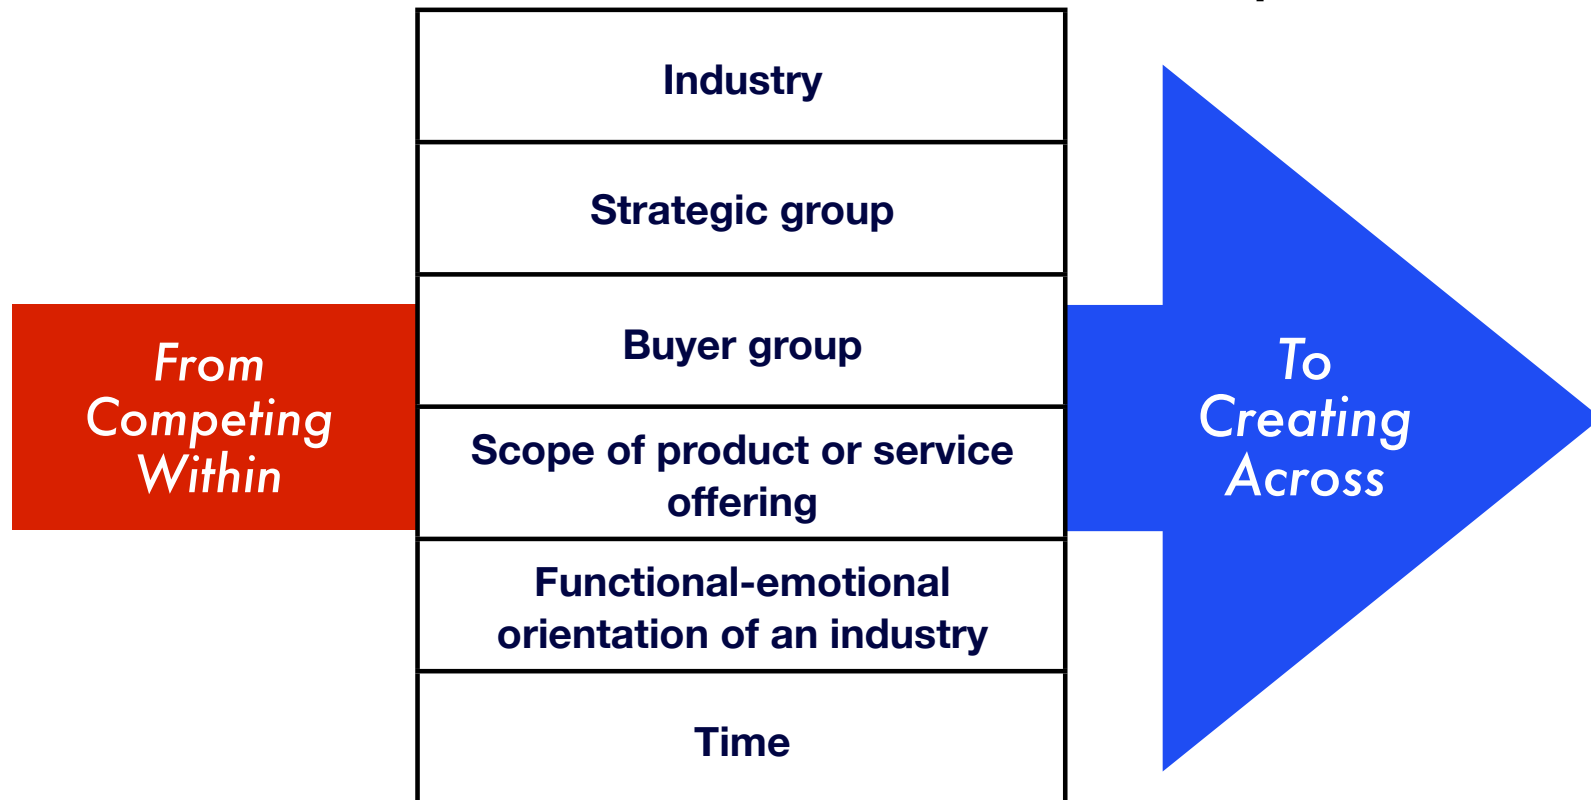 Industry
Strategic group
Buyer group
Scope of product or service
offering
Functional-emotional
orientation of an industry
Time
From
Competing
Within
To
Creating
Across